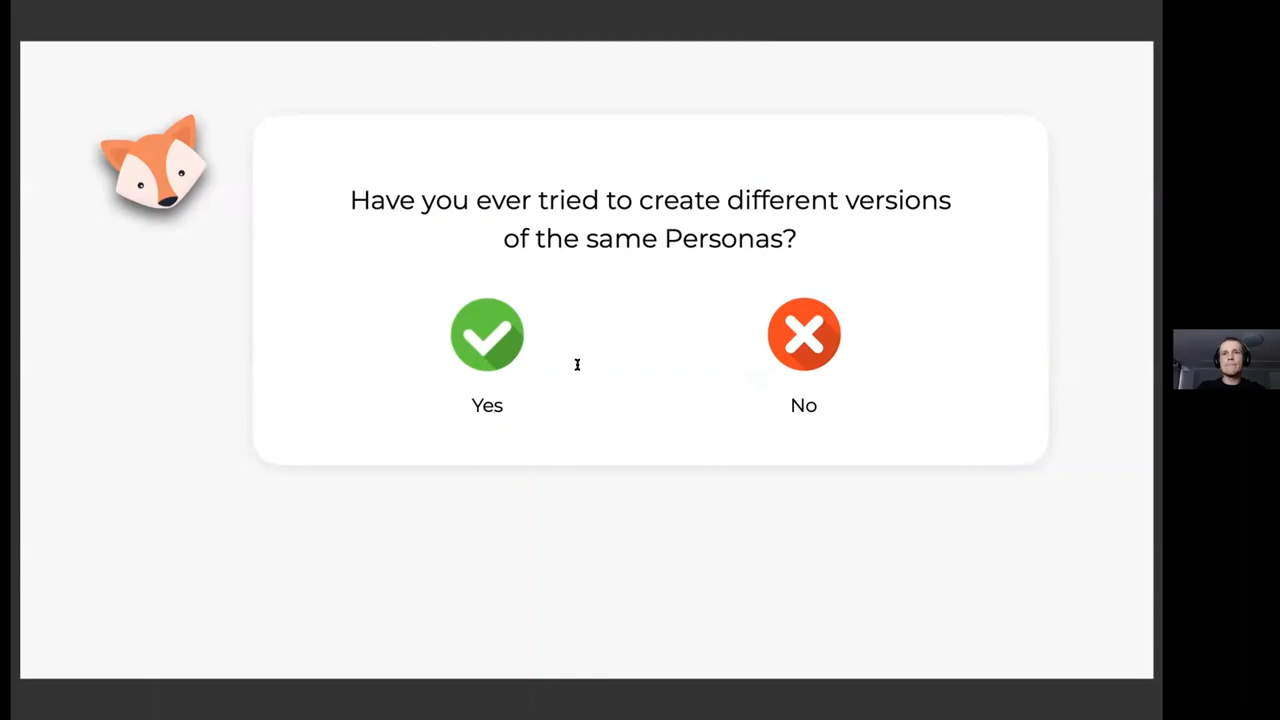 Have you ever tried to create different versions
of the same Personas?
Yes
No